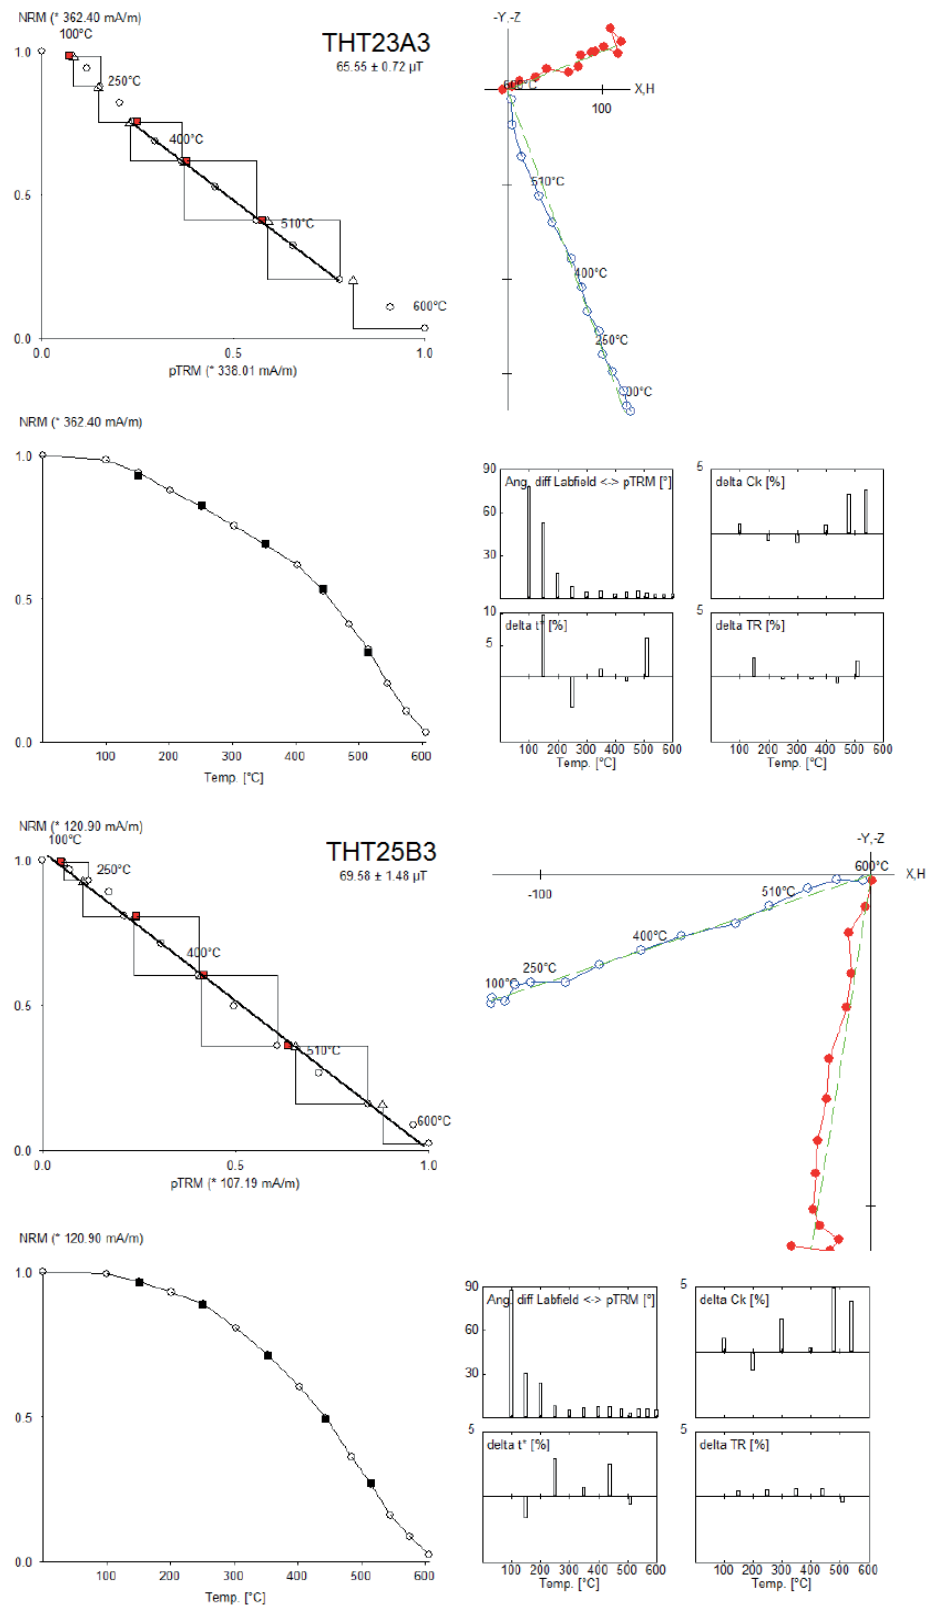 NRM (* 362.40 mA/m)
100°C
1.0
THT23A3
65.55 ± 0.72 µT
250°C
400°C
0.5
510°C
600°C
0.0
0.0
0.5
1.0
pTRM (* 338.01 mA/m)
-Y,-Z
X,H
100
510°C
400°C
250°C
NRM (* 362.40 mA/m)
1.0
0.5
0.0
100
200
300
400
500
600
Temp. [°C]
90
Ang. diff Labfield <-> pTRM [°]
60
30
5
delta Ck [%]
10
delta t* [%]
5
100 200 300 400 500 600
Temp. [°C]
5
delta TR [%]
100 200 300 400 500 600
Temp. [°C]
NRM (* 120.90 mA/m)
100°C
1.0
THT25B3
69.58 ± 1.48 µT
250°C
400°C
0.5
510°C
600°C
0.0
0.0
0.5
1.0
pTRM (* 107.19 mA/m)
-Y,-Z
600°C
X,H
-100
510°C
400°C
250°C
100°C
NRM (* 120.90 mA/m)
1.0
0.5
0.0
100
200
300
400
500
600
Temp. [°C]
90
Ang. diff Labfield <-> pTRM [°]
60
30
5
delta Ck [%]
5
delta t* [%]
100 200 300 400 500 600
Temp. [°C]
5
delta TR [%]
100 200 300 400 500 600
Temp. [°C]